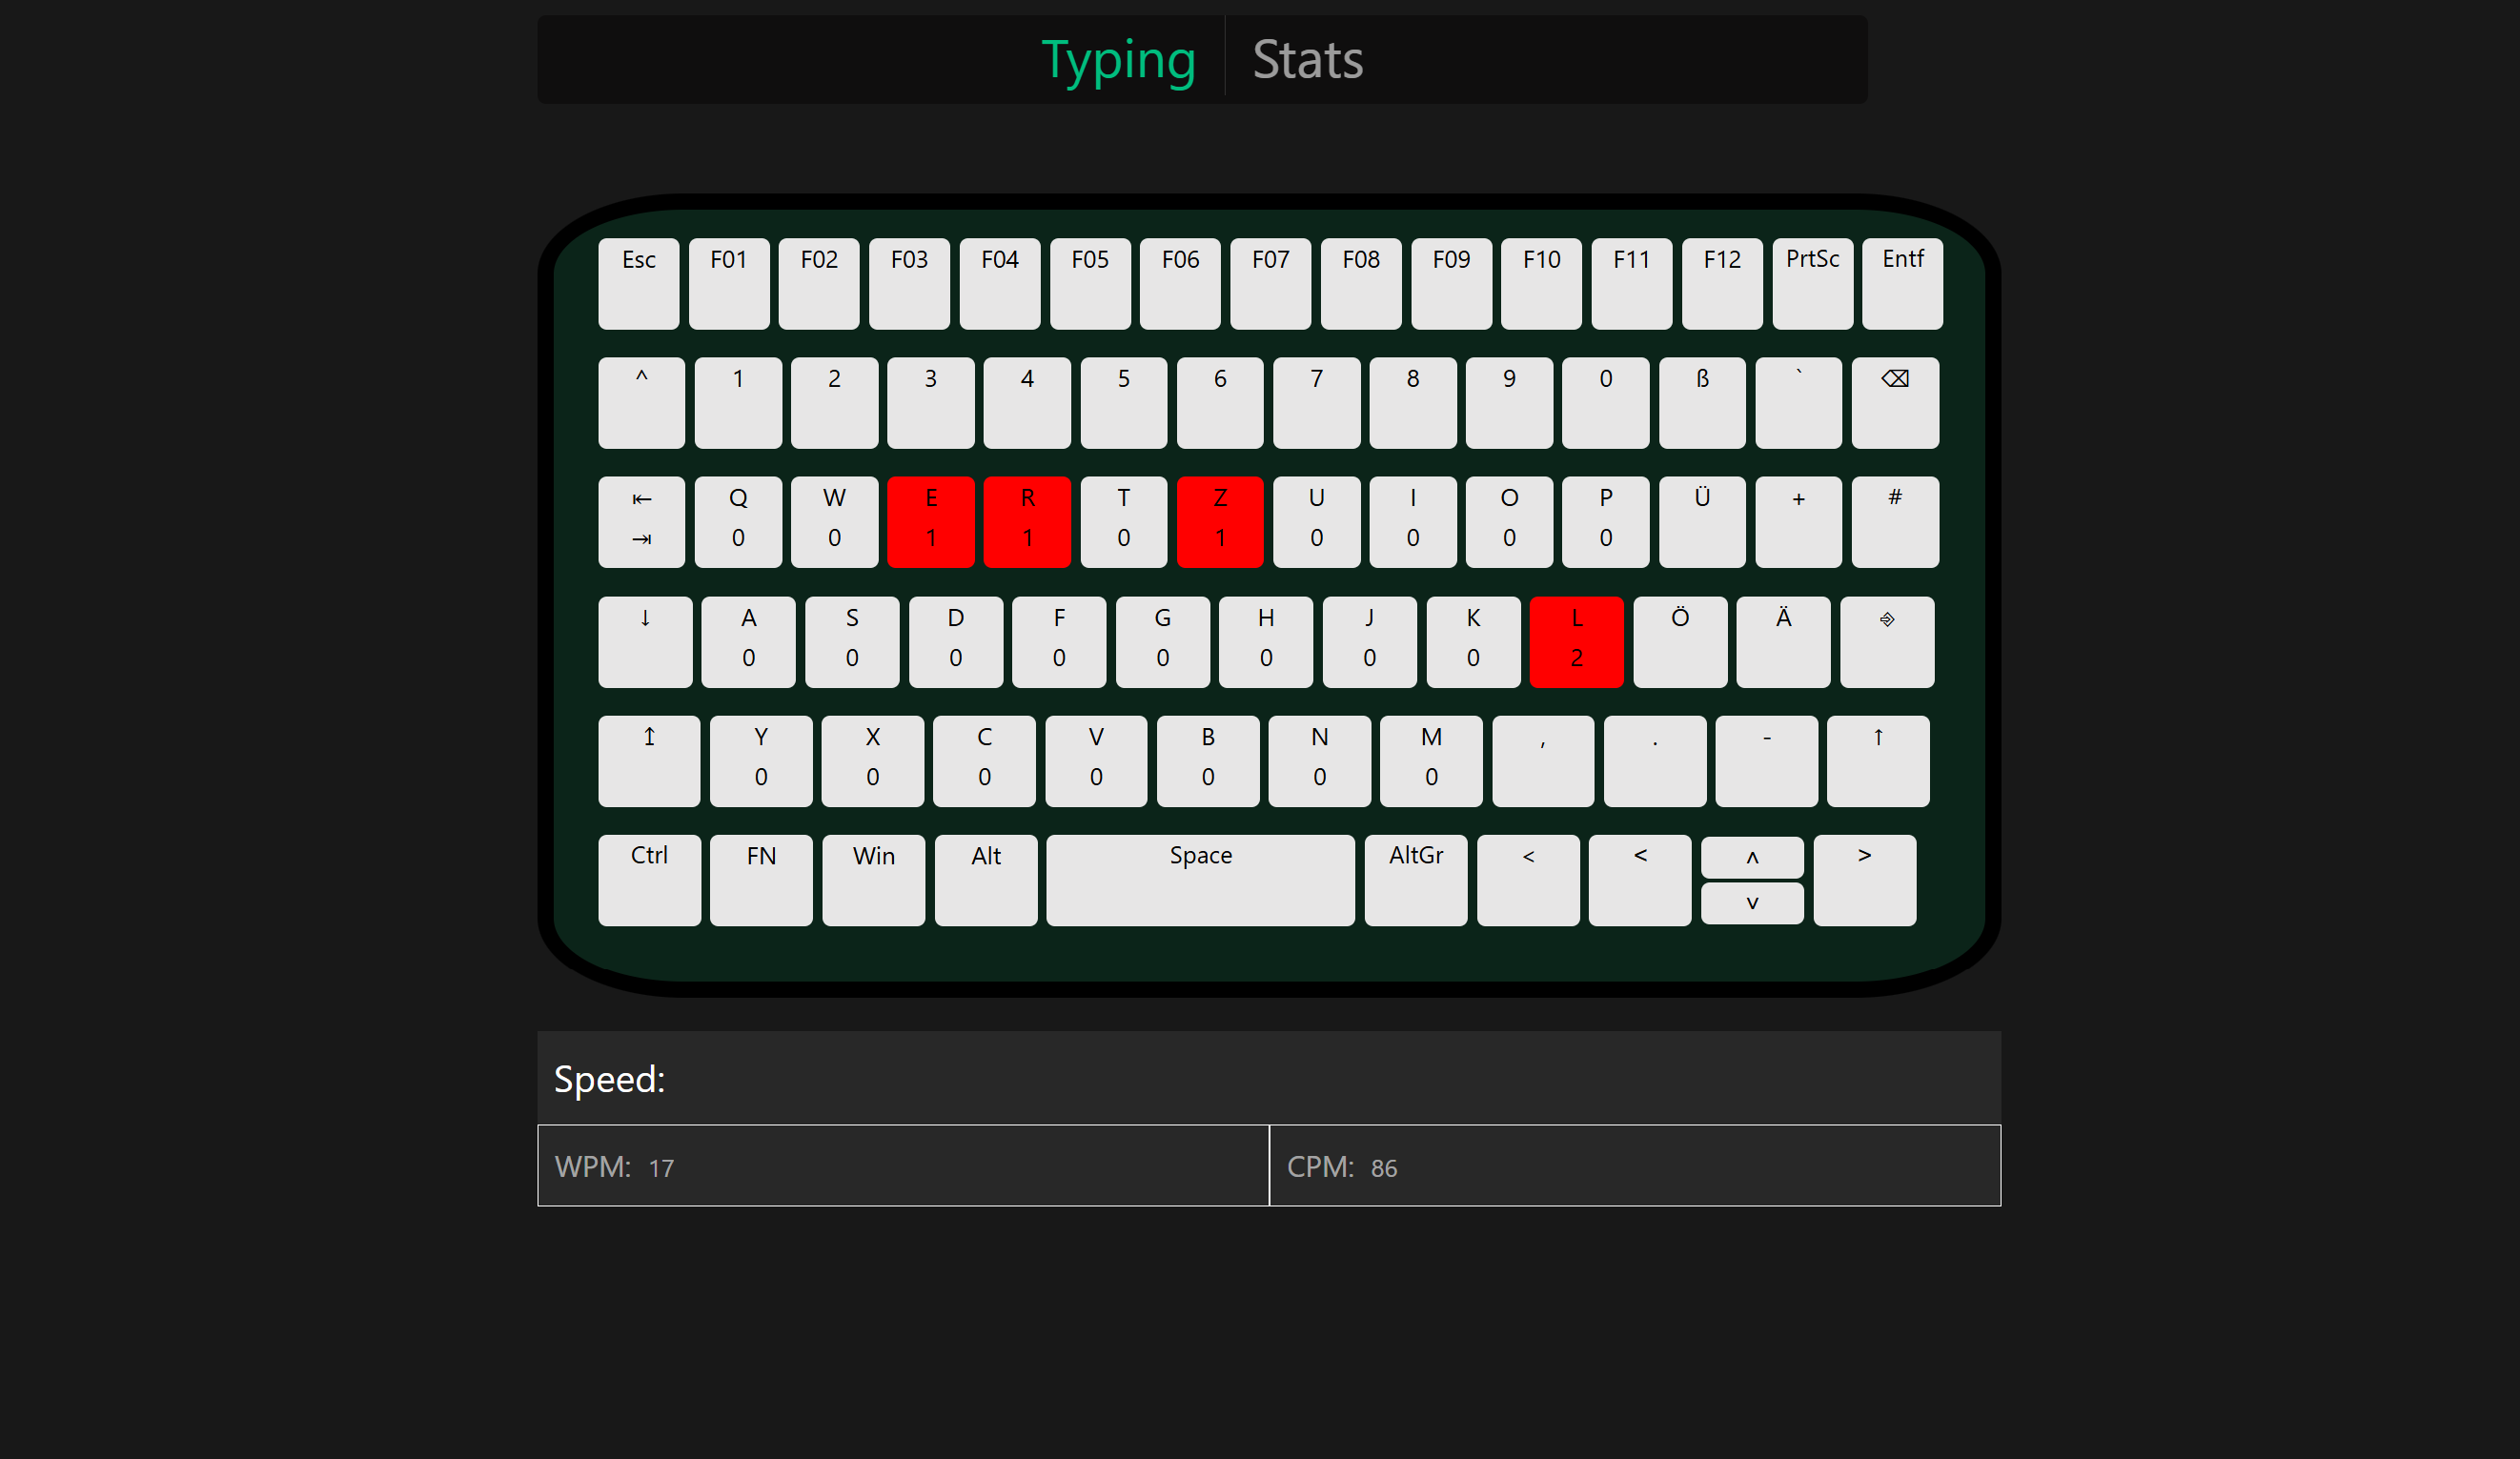 Typing Stats
Esc F01 F02 F03 F04 F05 F06 F07 F08 F09 F10 F11 F12 PrtSc Entf
^ 1 2 3 4 5 6 7 8 9 0 ß ` ⌫
⇤ Q W E R T Z U I O P Ü + #
⇥ 0 0 1 1 0 1 0 0 0 0
↓ A S D F G H J K L Ö Ä ⎆
0 0 0 0 0 0 0 0 2
↥ Y X C V B N M , . - ↑
0 0 0 0 0 0 0
Ctrl FN Win Alt Space AltGr < < ˄ >
˅
Speed:
WPM: 17 CPM: 86